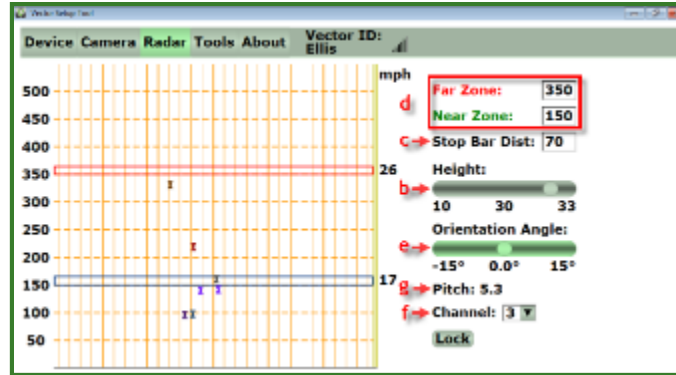 Vector Setup Tool
Device Camera Radar Tools About Vector ID:
Ellis
mph
500
450
400
350
300
250
200
150
100
50
26
17
d
Far Zone: 350
Near Zone: 150
c Stop Bar Dist: 70
Height:
b
10 30 33
Orientation Angle:
e
-15° 0.0° 15°
g Pitch: 5.3
f Channel: 3
Lock